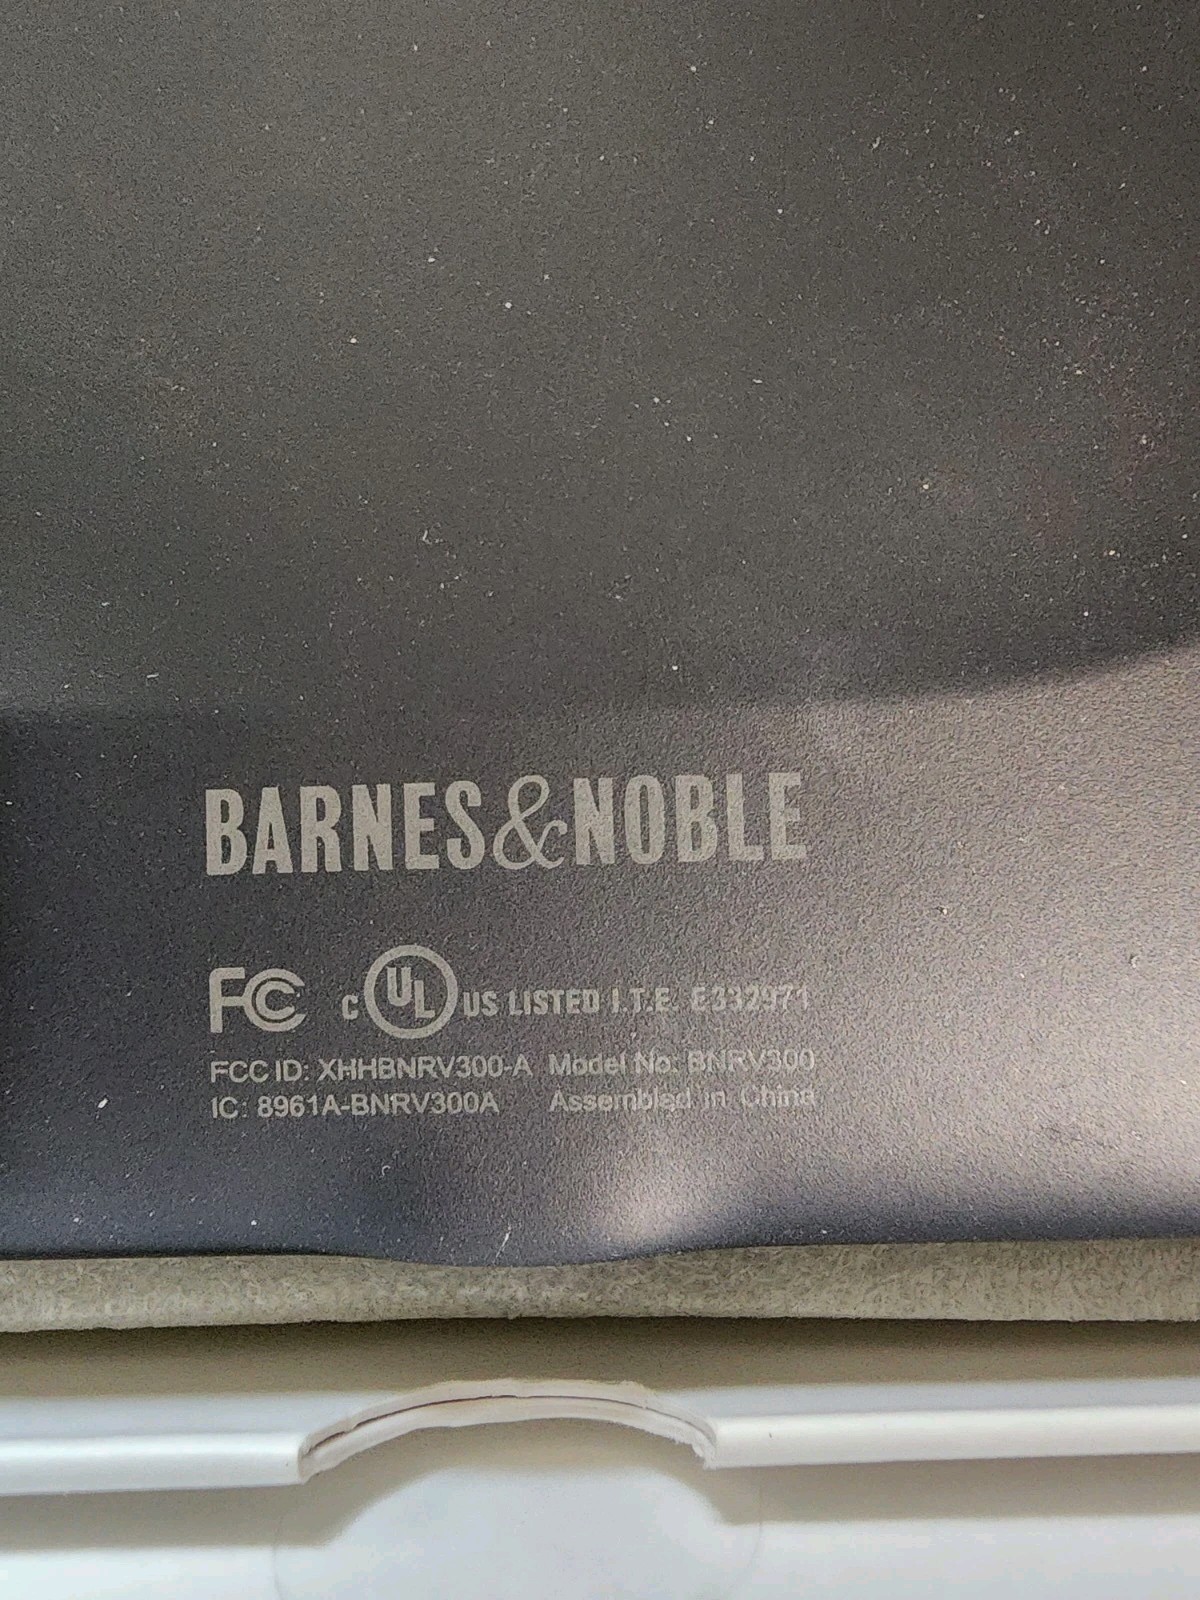 BARNES&NOBLE
FC C UL US LISTED I.T.E. E332971
FCC ID: XHHBNRV300-A Model No: BNRV300
IC: 8961A-BNRV300A Assembled in China